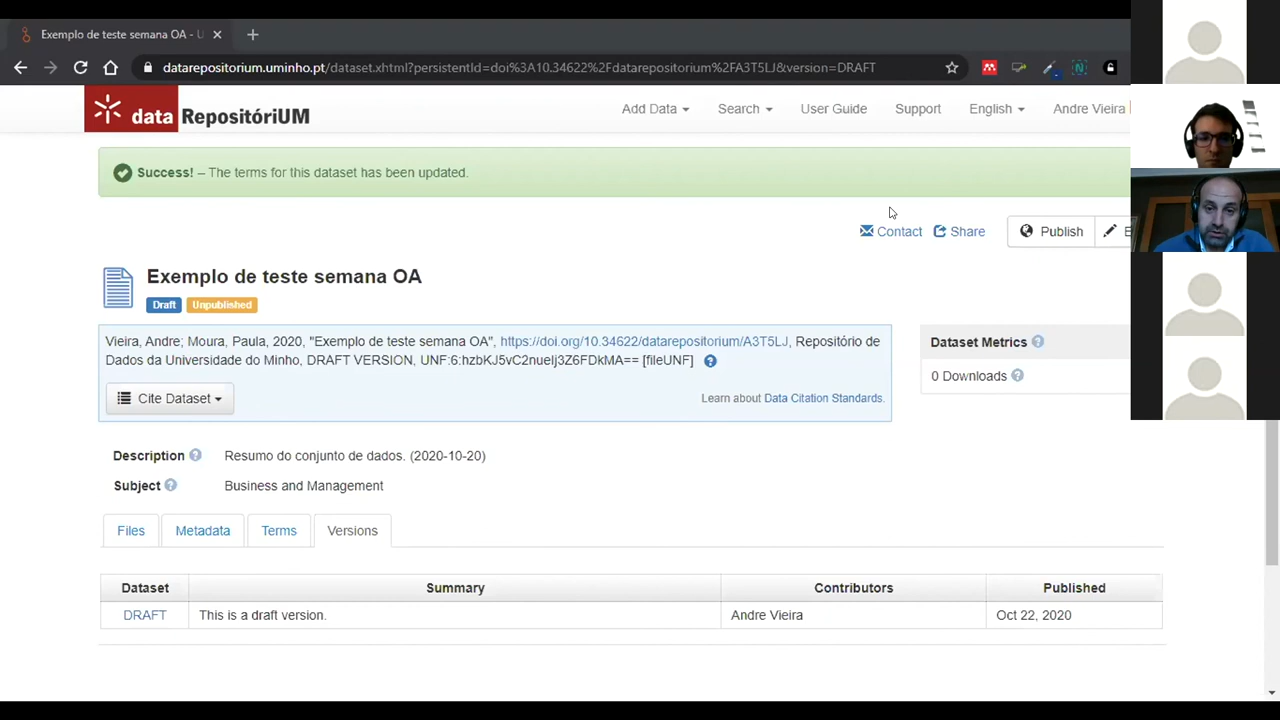 Exemplo de teste semana OA - U
datarepositorium.uminho.pt/dataset.xhtml?persistentId=doi%3A10.34622%2Fdatarepositorium%2FA3T5LJ&version=DRAFT
data RepositóriUM
Add Data Search User Guide Support English Andre Vieira
Success! – The terms for this dataset has been updated.
Contact Share Publish E
Exemplo de teste semana OA
Draft Unpublished
Vieira, Andre; Moura, Paula, 2020, "Exemplo de teste semana OA", https://doi.org/10.34622/datarepositorium/A3T5LJ, Repositório de
Dados da Universidade do Minho, DRAFT VERSION, UNF:6:hzbKJ5vC2nuelj3Z6FDkMA== [fileUNF]
Cite Dataset
Learn about Data Citation Standards.
Dataset Metrics
0 Downloads
Description Resumo do conjunto de dados. (2020-10-20)
Subject Business and Management
Files Metadata Terms Versions
Dataset Summary Contributors Published
DRAFT This is a draft version. Andre Vieira Oct 22, 2020